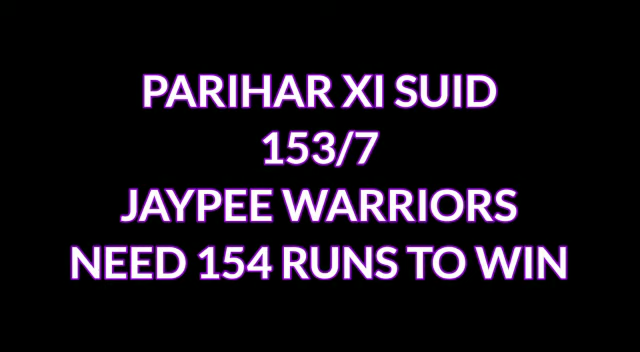 PARIHAR XI SUID
153/7
JAYPEE WARRIORS
NEED 154 RUNS TO WIN